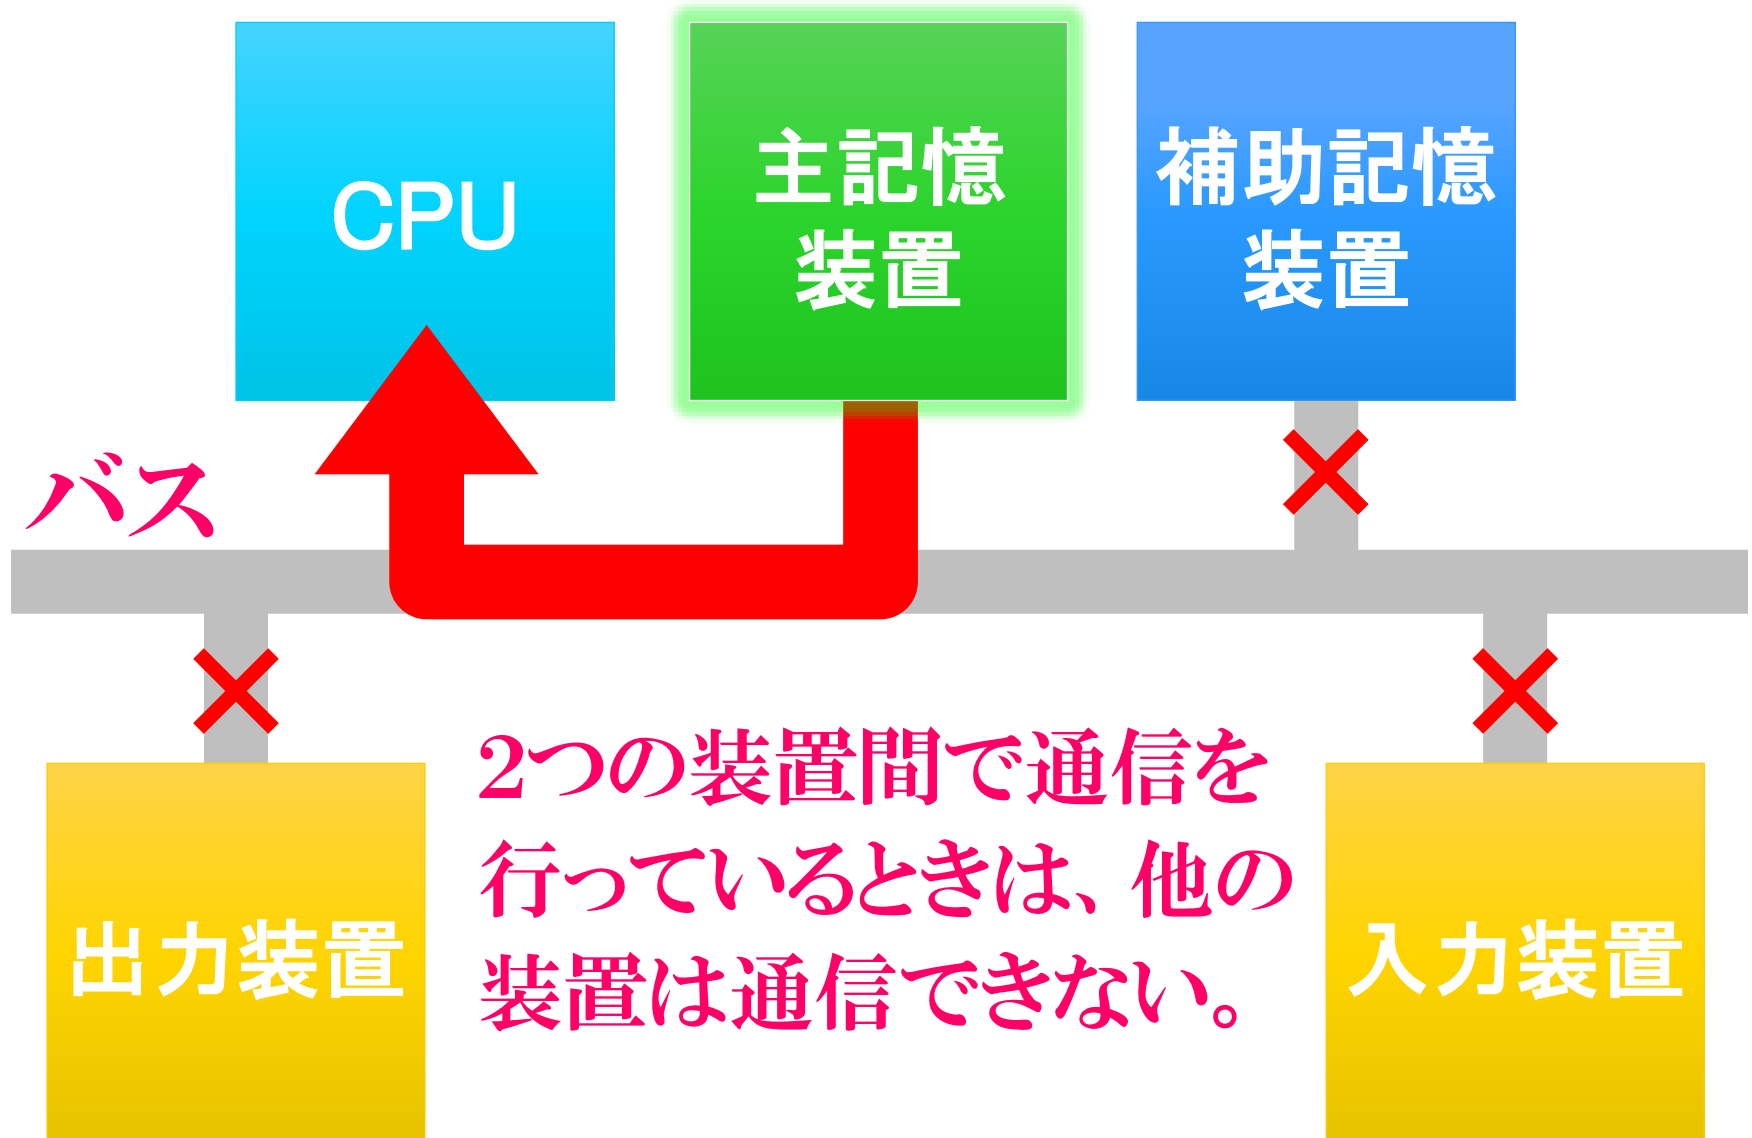 CPU
主記憶
装置
補助記憶
装置
バス
2つの装置間で通信を
行っているときは、他の
装置は通信できない。
出力装置
入力装置